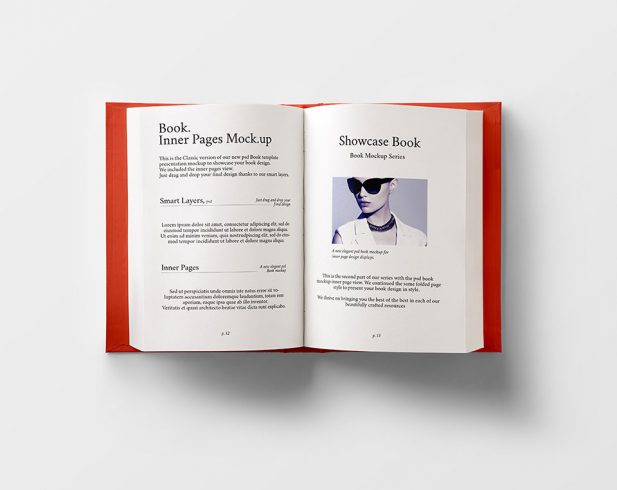 Book.
Inner Pages Mock.up
This is the Classic version of our new psd Book template
presentation mockup to showcase your book design.
We included the inner pages view.
Just drag and drop your final design thanks to our smart layers.
Smart Layers, psd
Just drag and drop your
final design
Lorem ipsum dolor sit amet, consectetur adipiscing elit, sed do
eiusmod tempor incididunt ut labore et dolore magna aliqua.
Ut enim ad minim veniam, quis nostrud adipiscing elit, sed do eius-
mod tempor incididunt ut labore et dolore magna aliqua.
Inner Pages
A new elegant psd
Book mockup
Sed ut perspiciatis unde omnis iste natus error sit vo-
luptatem accusantium doloremque laudantium, totam rem
aperiam, eaque ipsa quae ab illo inventor.
Veritatis et quasi architecto beatae vitae dicta sunt explicabo.
p. 12
Showcase Book
Book Mockup Series
A new elegant psd book mockup for
inner page design displays.
This is the second part of our series with the psd book
mockup inner page view. We continued the same folded page
style to present your book design in style.
We thrive on bringing you the best of the best in each of our
beautifully crafted resources
p. 13